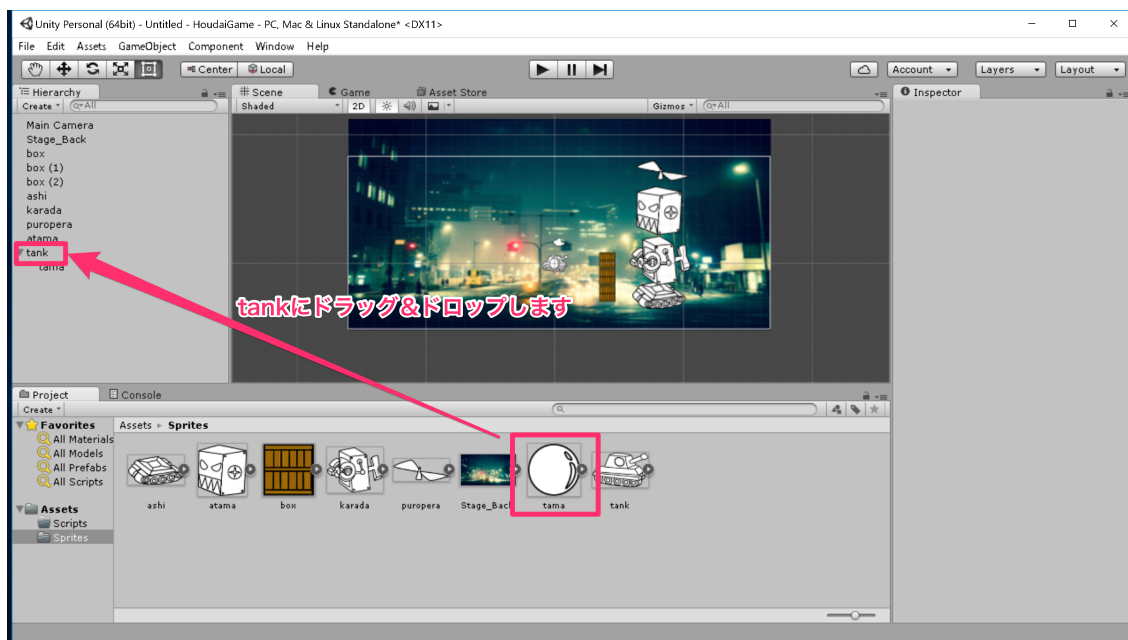 Unity Personal (64bit) - Untitled - HoudaiGame - PC, Mac & Linux Standalone* <DX11>
File Edit Assets GameObject Component Window Help
Center Local Account Layers Layout
Hierarchy Scene Game Asset Store Inspector
Create All Shaded 2D Gizmos All
Main Camera
Stage_Back
box
box (1)
box (2)
ashi
karada
puropera
atama
tank
tama
tankにドラッグ&ドロップします
Project Console
Create
Favorites Assets Sprites
All Materials
All Models
All Prefabs
All Scripts
Assets
Scripts
Sprites
ashi atama box karada puropera Stage_Back tama tank